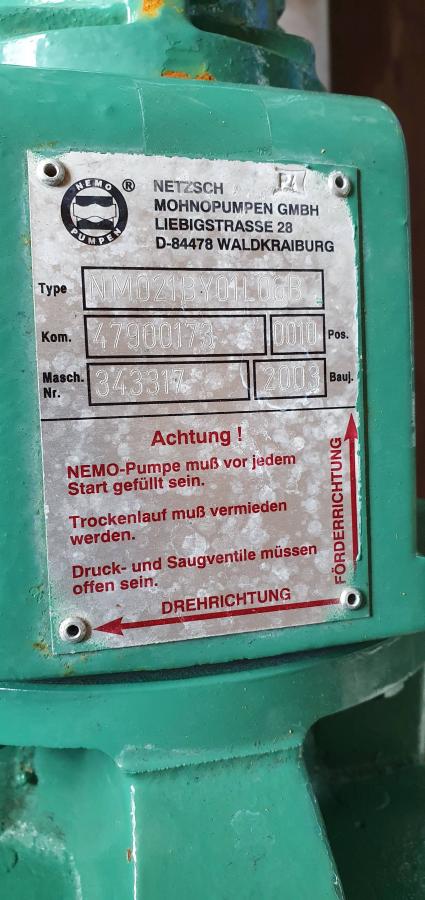 NEMO
PUMPEN
®
NETZSCH
MOHNOPUMPEN GMBH
LIEBIGSTRASSE 28
D-84478 WALDKRAIBURG
Type NM021BY01L06B
Kom. 47900173 0010 Pos.
Masch. Nr. 343317 2003 Bauj.
Achtung !
NEMO-Pumpe muß vor jedem
Start gefüllt sein.
Trockenlauf muß vermieden
werden.
Druck- und Saugventile müssen
offen sein.
FÖRDERRICHTUNG
DREHRICHTUNG